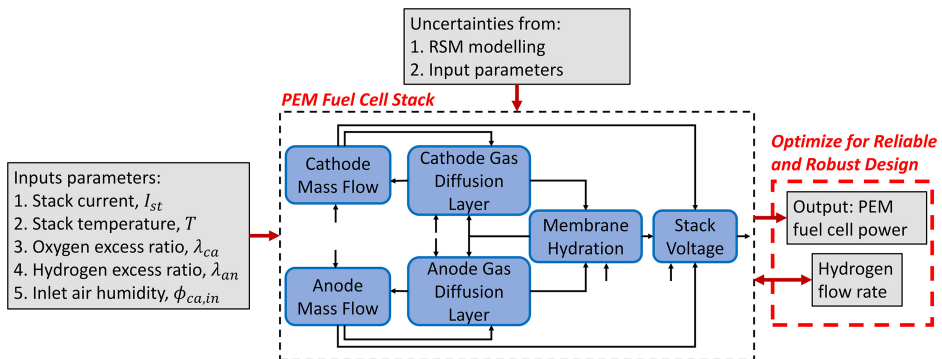 Uncertainties from:
1. RSM modelling
2. Input parameters
PEM Fuel Cell Stack
Inputs parameters:
1. Stack current, I_st
2. Stack temperature, T
3. Oxygen excess ratio, λ_ca
4. Hydrogen excess ratio, λ_an
5. Inlet air humidity, ϕ_ca,in
Cathode
Mass Flow
Cathode Gas
Diffusion
Layer
Membrane
Hydration
Stack
Voltage
Anode
Mass Flow
Anode Gas
Diffusion
Layer
Optimize for Reliable
and Robust Design
Output: PEM
fuel cell power
Hydrogen
flow rate